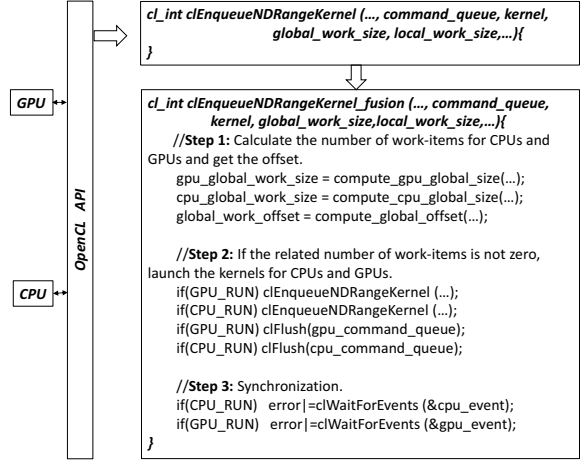 cl_int clEnqueueNDRangeKernel (…, command_queue, kernel,
global_work_size, local_work_size,…){
}
GPU
CPU
OpenCL API
cl_int clEnqueueNDRangeKernel_fusion (…, command_queue,
kernel, global_work_size,local_work_size,…){
//Step 1: Calculate the number of work-items for CPUs and
GPUs and get the offset.
gpu_global_work_size = compute_gpu_global_size(…);
cpu_global_work_size = compute_cpu_global_size(…);
global_work_offset = compute_global_offset(…);
//Step 2: If the related number of work-items is not zero,
launch the kernels for CPUs and GPUs.
if(GPU_RUN) clEnqueueNDRangeKernel (…);
if(CPU_RUN) clEnqueueNDRangeKernel (…);
if(GPU_RUN) clFlush(gpu_command_queue);
if(CPU_RUN) clFlush(cpu_command_queue);
//Step 3: Synchronization.
if(CPU_RUN) error|=clWaitForEvents (&cpu_event);
if(GPU_RUN) error|=clWaitForEvents (&gpu_event);
}